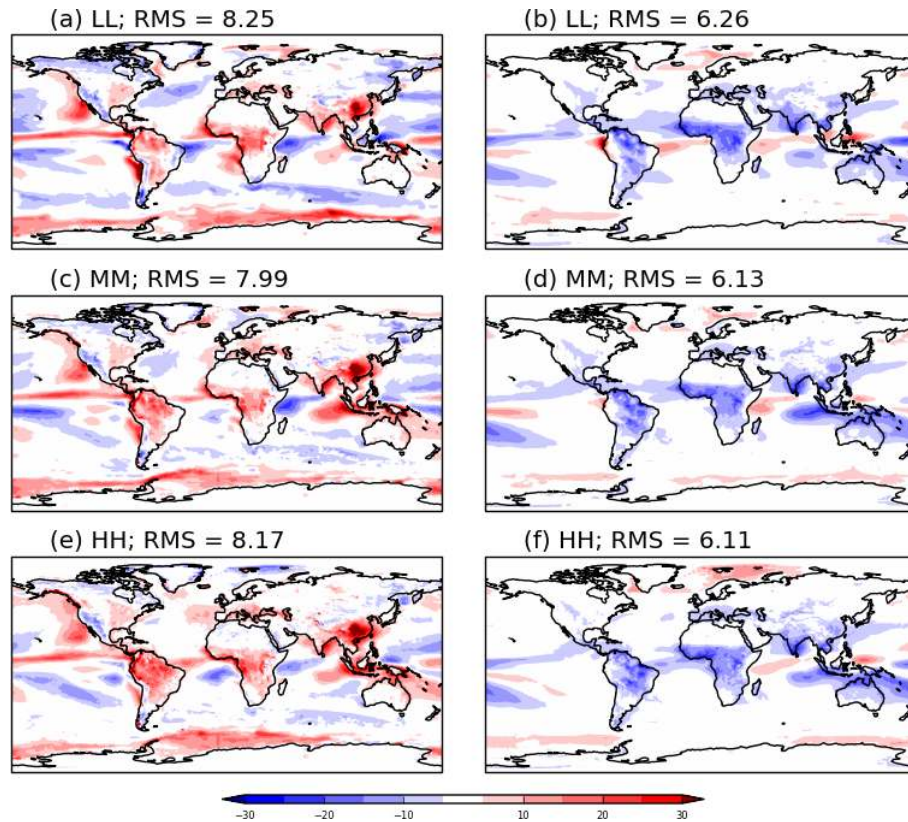 (a) LL; RMS = 8.25
(b) LL; RMS = 6.26
(c) MM; RMS = 7.99
(d) MM; RMS = 6.13
(e) HH; RMS = 8.17
(f) HH; RMS = 6.11
−30 −20 −10 10 20 30